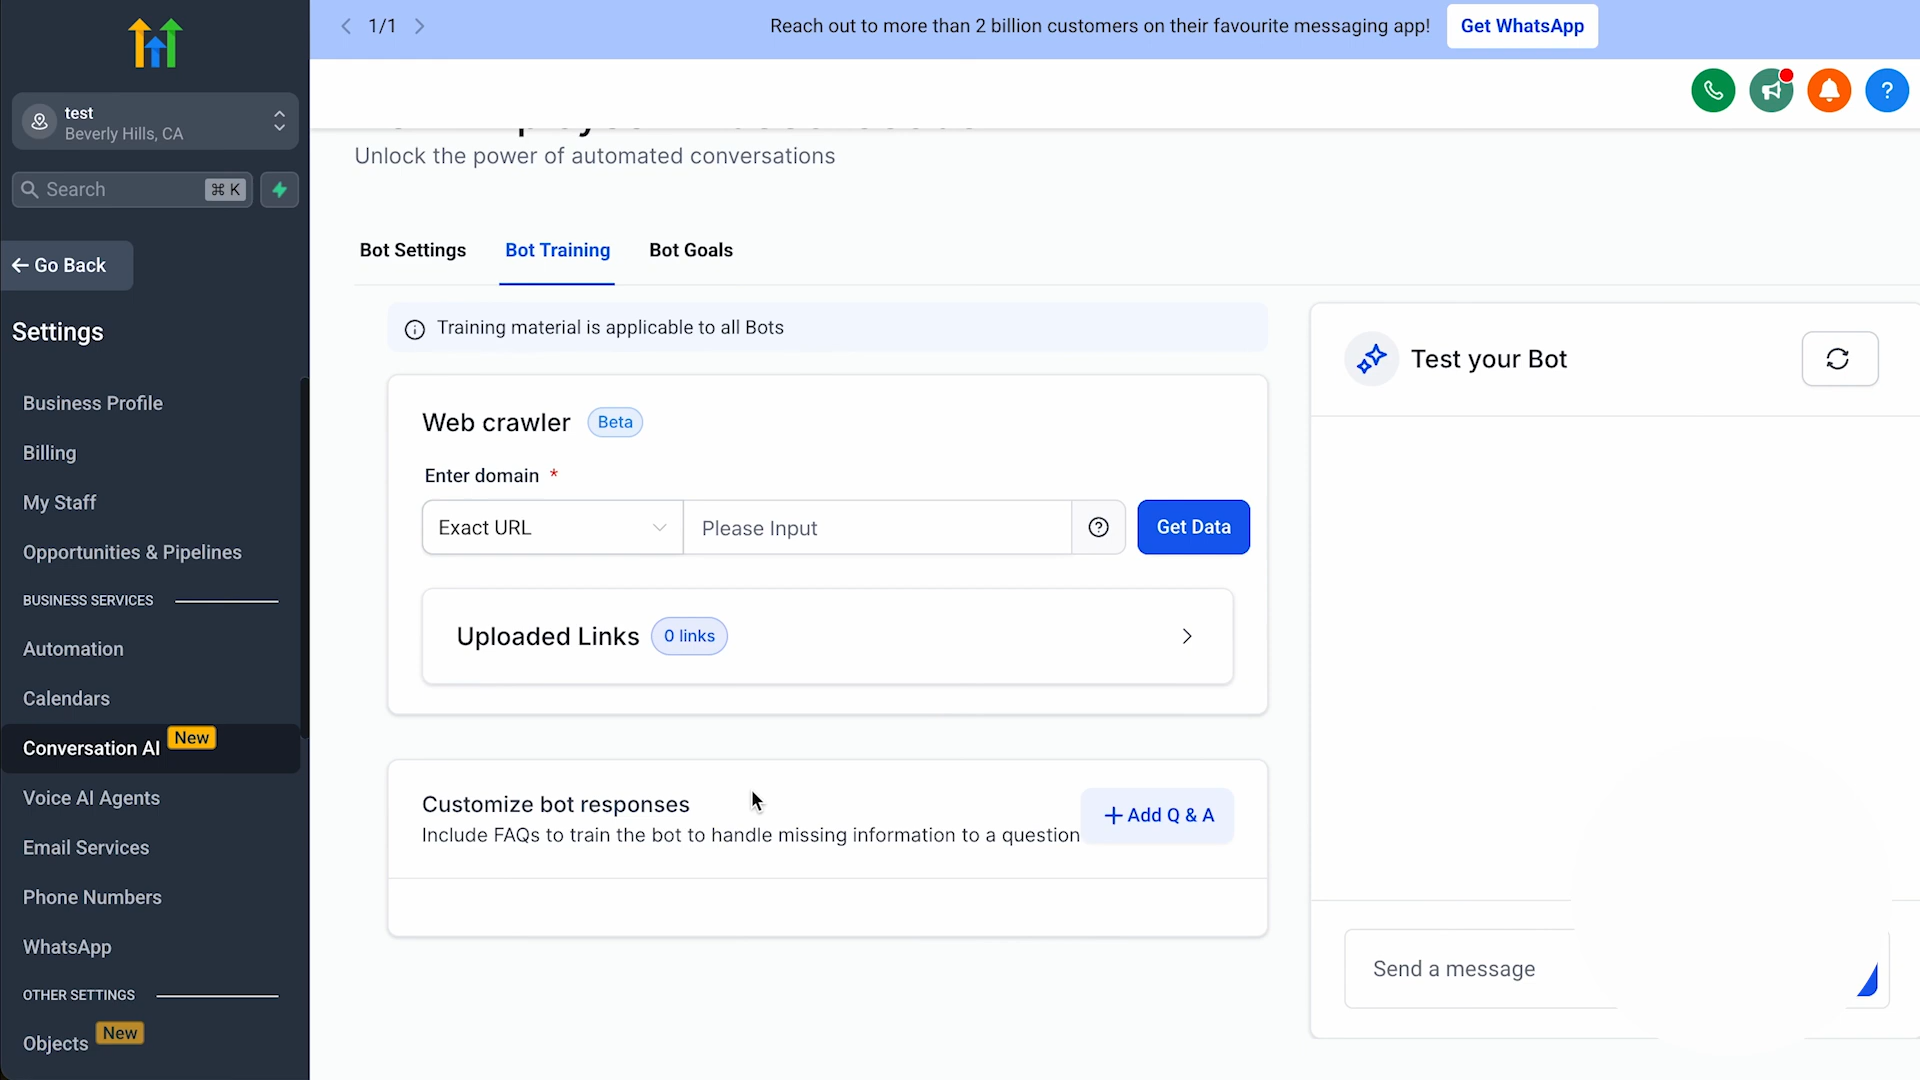 1/1
Reach out to more than 2 billion customers on their favourite messaging app!
Get WhatsApp
test
Beverly Hills, CA
Search
⌘ K
Go Back
Settings
Business Profile
Billing
My Staff
Opportunities & Pipelines
BUSINESS SERVICES
Automation
Calendars
Conversation AI New
Voice AI Agents
Email Services
Phone Numbers
WhatsApp
OTHER SETTINGS
Objects New
Unlock the power of automated conversations
Bot Settings
Bot Training
Bot Goals
Training material is applicable to all Bots
Web crawler Beta
Enter domain *
Exact URL
Please Input
Get Data
Uploaded Links 0 links
Customize bot responses
Include FAQs to train the bot to handle missing information to a question
+ Add Q & A
Test your Bot
Send a message